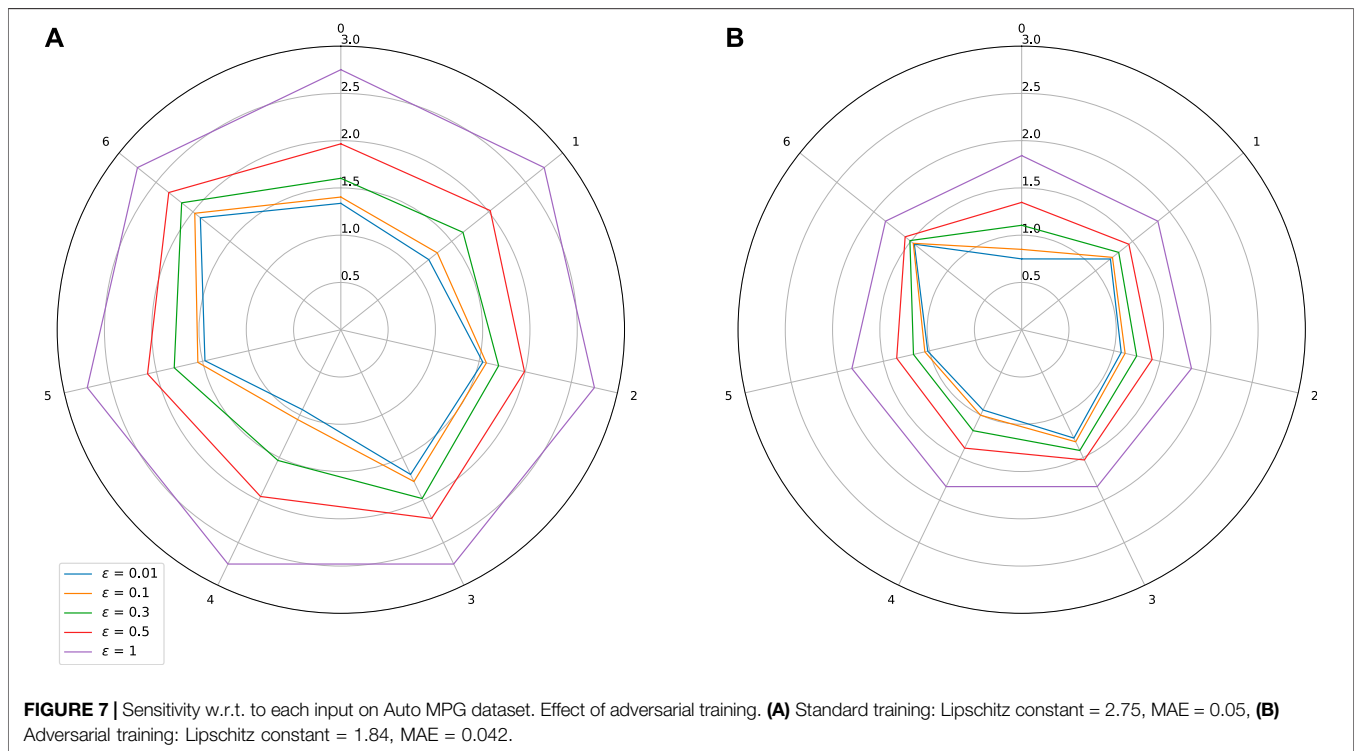 A
0
3.0
2.5
2.0
1.5
1.0
0.5
1
2
3
4
5
6
ε = 0.01
ε = 0.1
ε = 0.3
ε = 0.5
ε = 1
B
0
3.0
2.5
2.0
1.5
1.0
0.5
1
2
3
4
5
6
FIGURE 7 | Sensitivity w.r.t. to each input on Auto MPG dataset. Effect of adversarial training. (A) Standard training: Lipschitz constant = 2.75, MAE = 0.05, (B)
Adversarial training: Lipschitz constant = 1.84, MAE = 0.042.